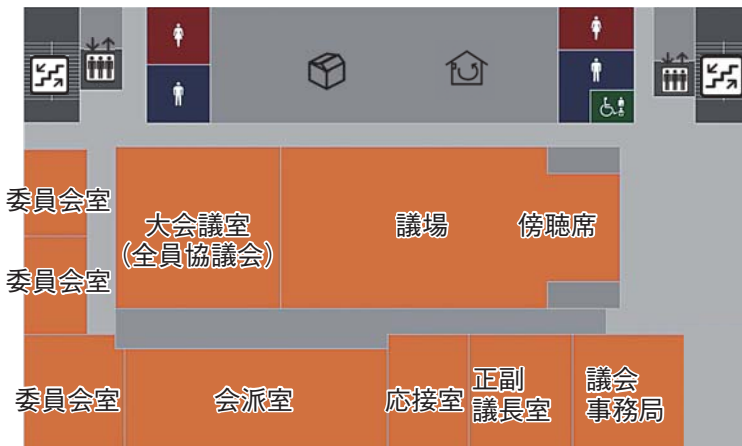 委員会室
大会議室
（全員協議会）
議場
傍聴席
委員会室
委員会室
会派室
応接室
正副
議長室
議会
事務局